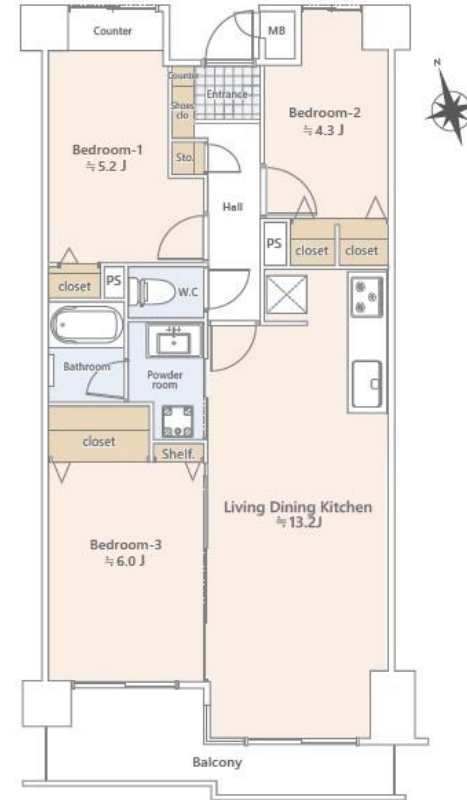 Counter
MB
N
Counter
Shoes
clo
Entrance
Bedroom-1
≒5.2 J
Bedroom-2
≒4.3 J
Sto.
Hall
PS
closet
closet
closet
PS
W.C
Bathroom
Powder
room
closet
Shelf.
Living Dining Kitchen
≒13.2J
Bedroom-3
≒6.0 J
Balcony